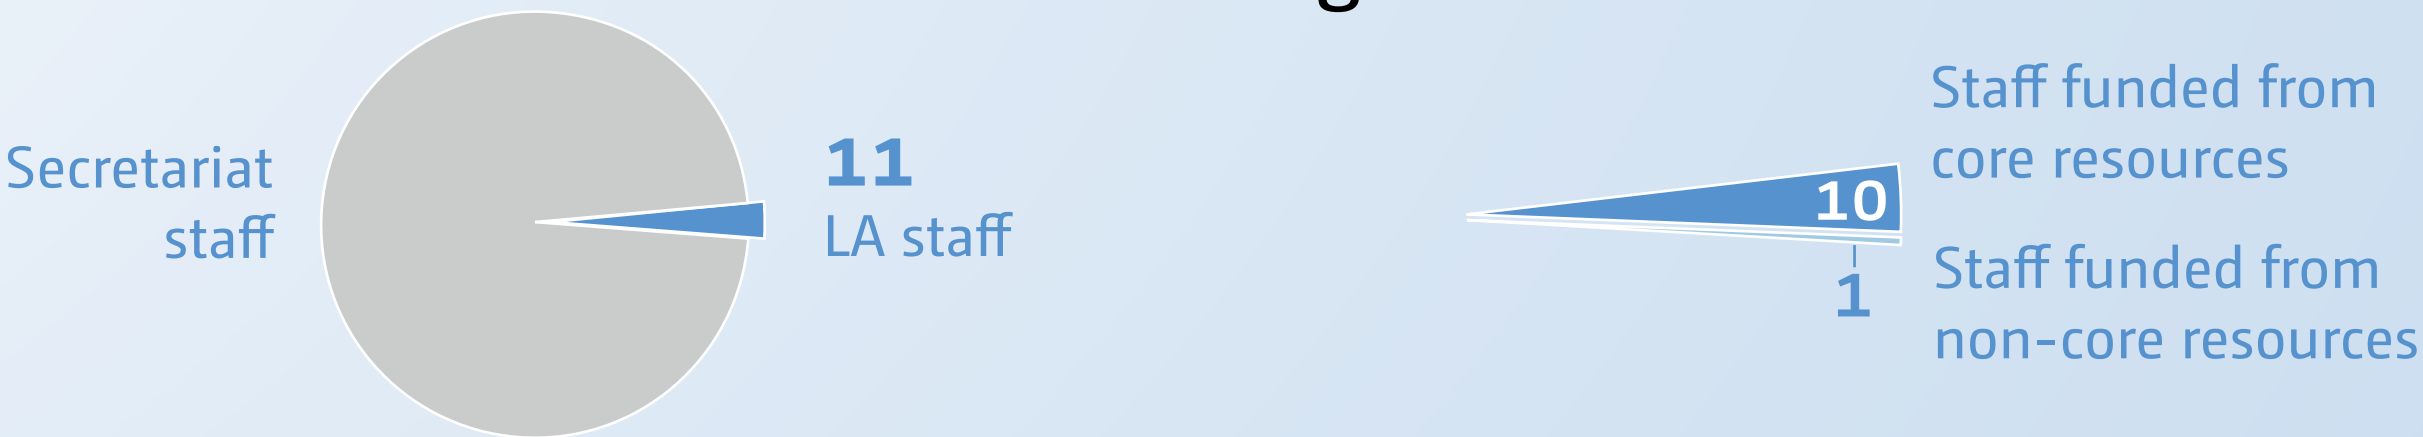 Secretariat
staff
11
LA staff
10
1
Staff funded from
core resources
Staff funded from
non-core resources